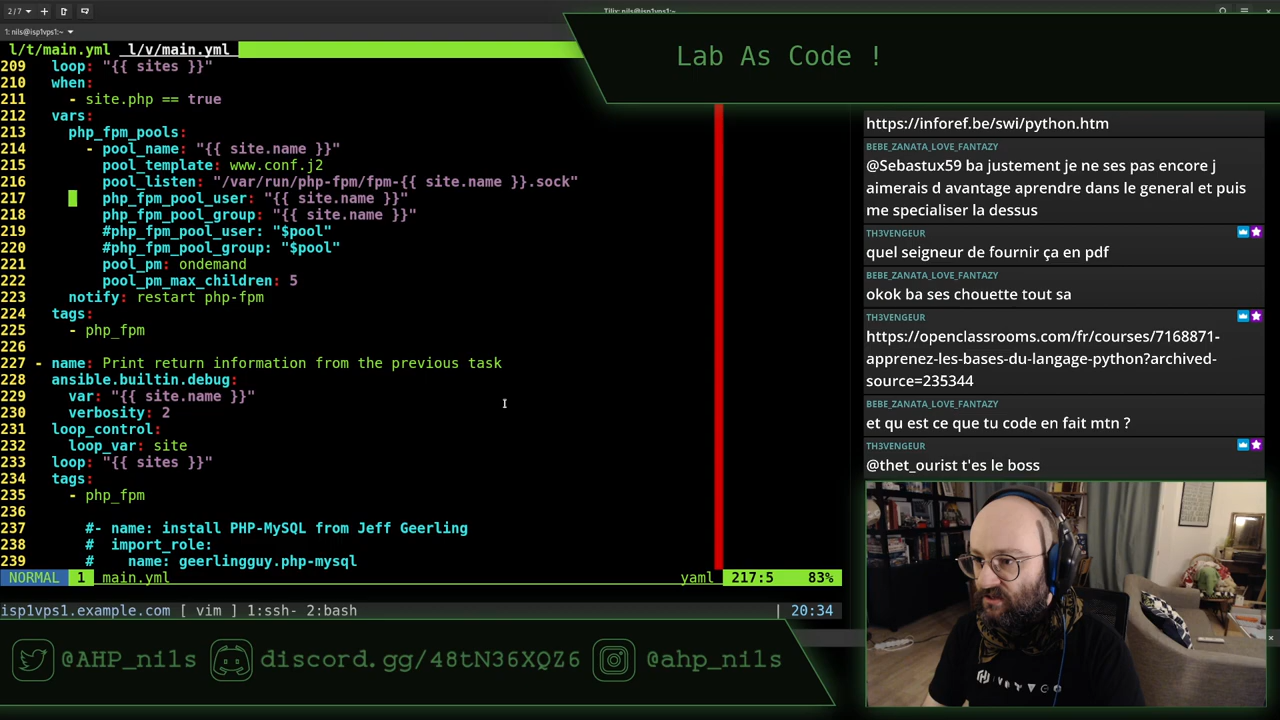 2/7
Tilix: nils@isp1vps1:~
1: nils@isp1vps1:~
l/t/main.yml  l/v/main.yml
209   loop: "{{ sites }}"
210   when:
211     - site.php == true
212   vars:
213     php_fpm_pools:
214       - pool_name: "{{ site.name }}"
215         pool_template: www.conf.j2
216         pool_listen: "/var/run/php-fpm/fpm-{{ site.name }}.sock"
217         php_fpm_pool_user: "{{ site.name }}"
218         php_fpm_pool_group: "{{ site.name }}"
219         #php_fpm_pool_user: "$pool"
220         #php_fpm_pool_group: "$pool"
221         pool_pm: ondemand
222         pool_pm_max_children: 5
223     notify: restart php-fpm
224   tags:
225     - php_fpm
226
227 - name: Print return information from the previous task
228   ansible.builtin.debug:
229     var: "{{ site.name }}"
230     verbosity: 2
231   loop_control:
232     loop_var: site
233   loop: "{{ sites }}"
234   tags:
235     - php_fpm
236
237       #- name: install PHP-MySQL from Jeff Geerling
238       #  import_role:
239       #    name: geerlingguy.php-mysql
NORMAL 1 main.yml yaml 217:5 83%
isp1vps1.example.com [ vim ] 1:ssh- 2:bash | 20:34
Lab As Code !
https://inforef.be/swi/python.htm
BEBE_ZANATA_LOVE_FANTAZY
@Sebastux59 ba justement je ne ses pas encore j
aimerais d avantage aprendre dans le general et puis
me specialiser la dessus
TH3VENGEUR
quel seigneur de fournir ça en pdf
BEBE_ZANATA_LOVE_FANTAZY
okok ba ses chouette tout sa
TH3VENGEUR
https://openclassrooms.com/fr/courses/7168871-
apprenez-les-bases-du-langage-python?archived-
source=235344
BEBE_ZANATA_LOVE_FANTAZY
et qu est ce que tu code en fait mtn ?
TH3VENGEUR
@thet_ourist t'es le boss
@AHP_nils discord.gg/48tN36XQZ6 @ahp_nils